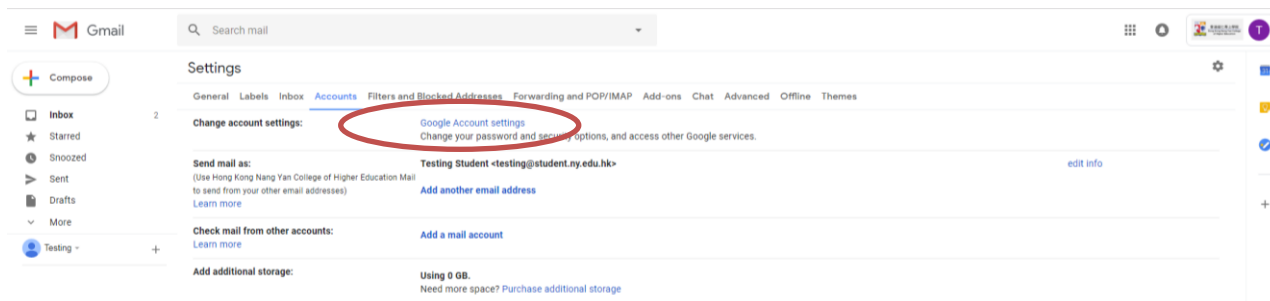 Gmail
Search mail
T
Compose
Settings
General Labels Inbox Accounts Filters and Blocked Addresses Forwarding and POP/IMAP Add-ons Chat Advanced Offline Themes
Inbox 2
Starred
Snoozed
Sent
Drafts
More
Testing
Change account settings:
Google Account settings
Change your password and security options, and access other Google services.
Send mail as:
(Use Hong Kong Nang Yan College of Higher Education Mail
to send from your other email addresses)
Learn more
Testing Student <testing@student.ny.edu.hk>
edit info
Add another email address
Check mail from other accounts:
Learn more
Add a mail account
Add additional storage:
Using 0 GB.
Need more space? Purchase additional storage